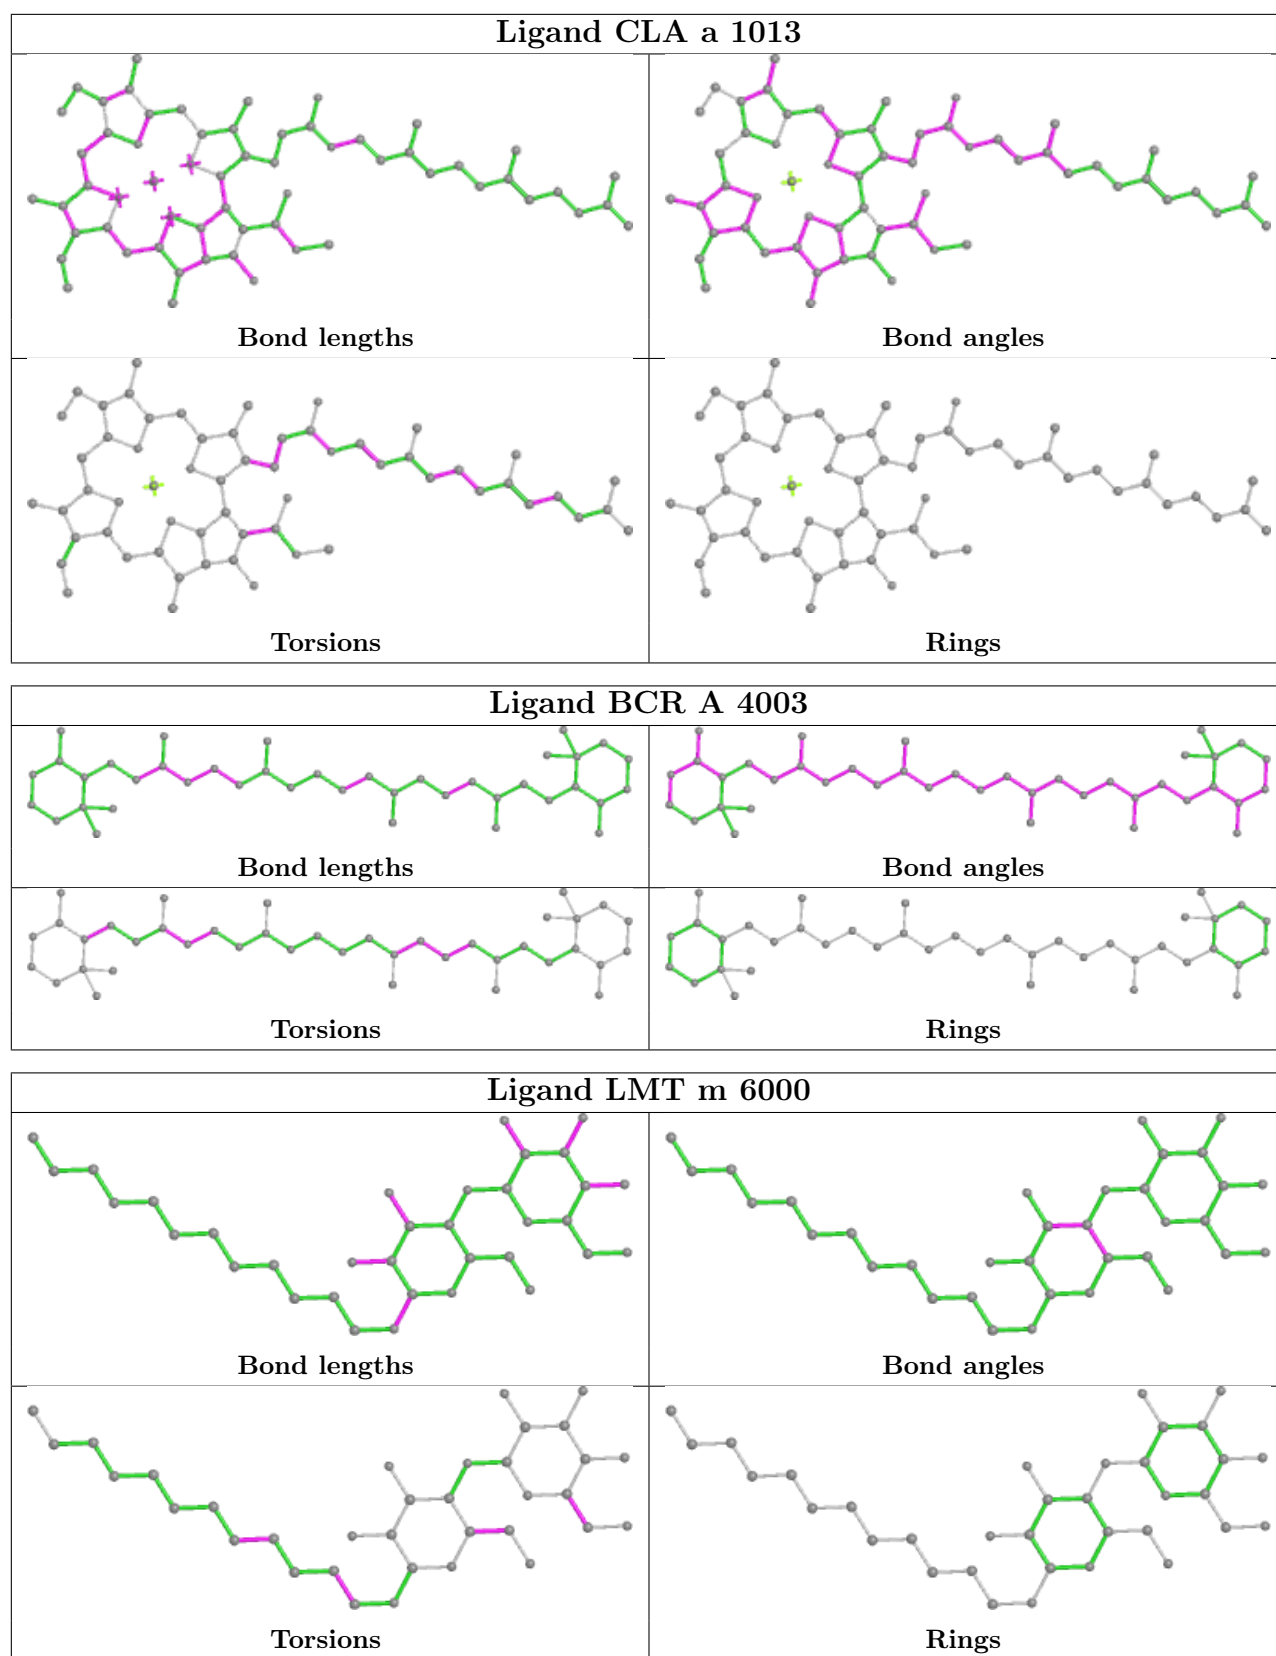 Ligand CLA a 1013
Bond lengths
Bond angles
Torsions
Rings
Ligand BCR A 4003
Bond lengths
Bond angles
Torsions
Rings
Ligand LMT m 6000
Bond lengths
Bond angles
Torsions
Rings